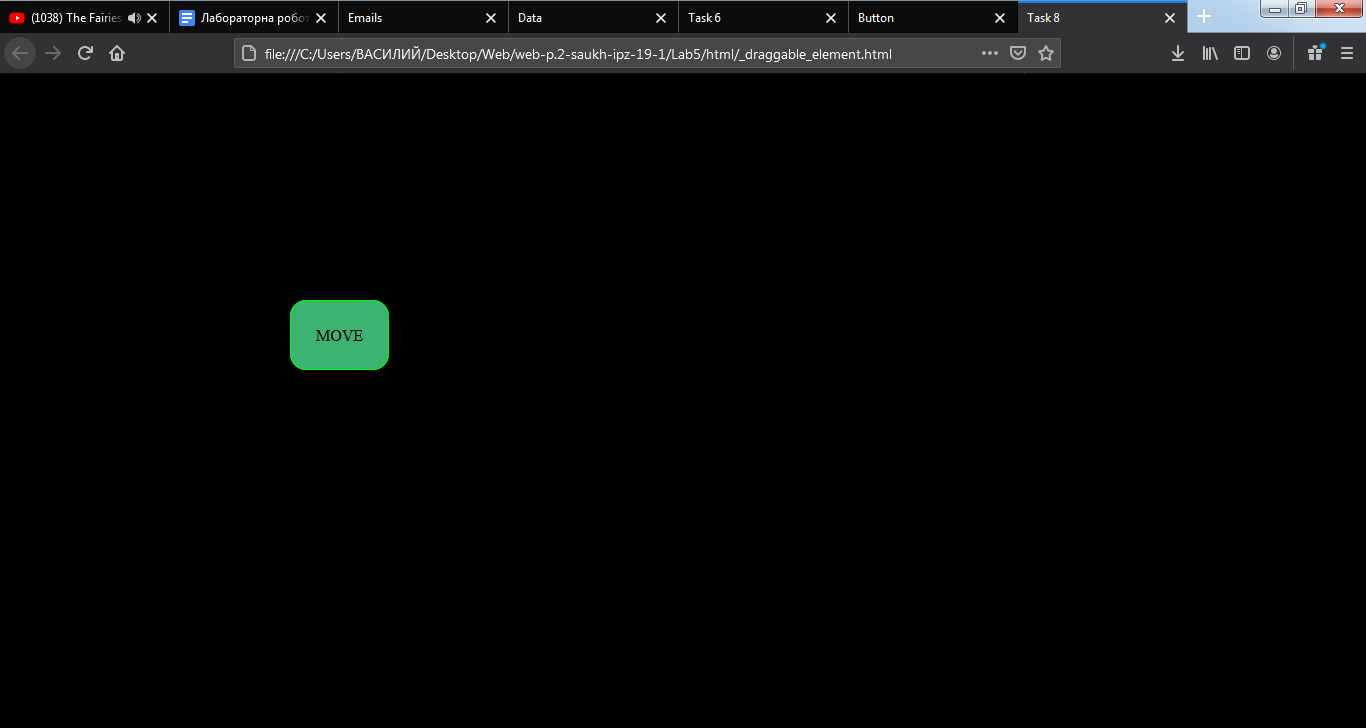 (1038) The Fairies
Лабораторна робот
Emails
Data
Task 6
Button
Task 8
file:///C:/Users/ВАСИЛИЙ/Desktop/Web/web-p.2-saukh-ipz-19-1/Lab5/html/_draggable_element.html
MOVE